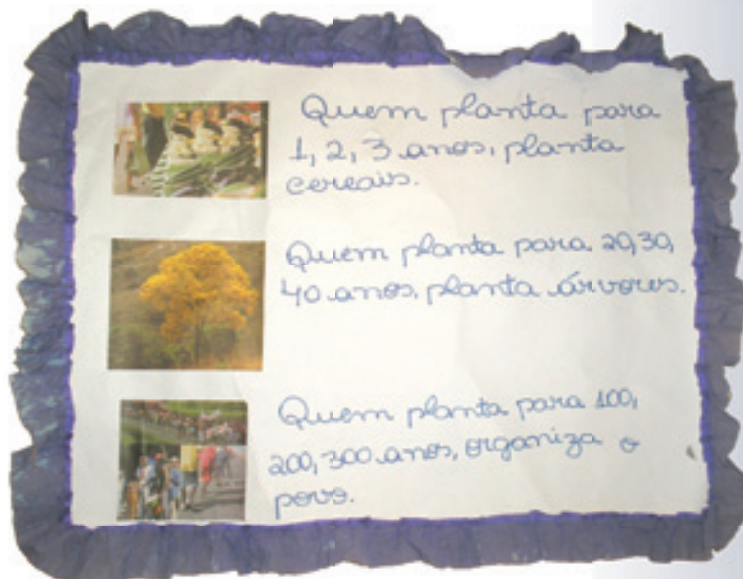 Quem planta para
1, 2, 3 anos, planta
cereais.
Quem planta para 20, 30,
40 anos, planta árvores.
Quem planta para 100,
200, 300 anos, organiza o
povo.